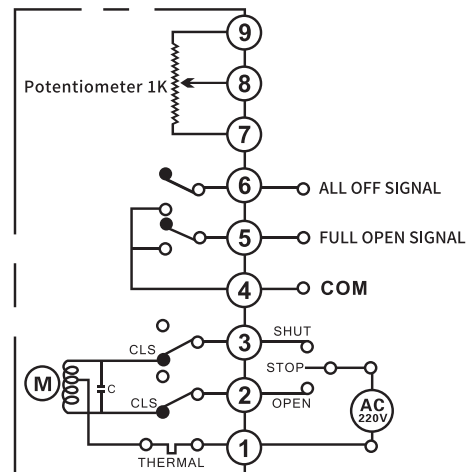 9
Potentiometer 1K
8
7
6
ALL OFF SIGNAL
5
FULL OPEN SIGNAL
4
COM
3
SHUT
CLS
STOP
M
C
2
OPEN
CLS
AC
220V
1
THERMAL